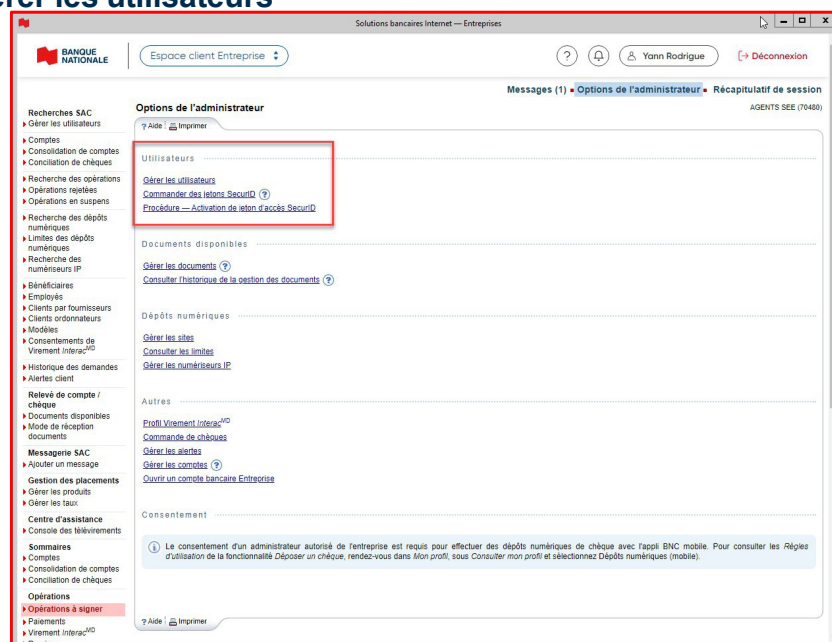 érer les utilisateurs
Solutions bancaires Internet — Entreprises
BANQUE
NATIONALE
Espace client Entreprise
?
Yann Rodrigue
Déconnexion
Messages (1) Options de l'administrateur Récapitulatif de session
Options de l'administrateur
AGENTS SEE (70480)
? Aide Imprimer
Recherches SAC
Gérer les utilisateurs
Comptes
Consolidation de comptes
Conciliation de chèques
Recherche des opérations
Opérations rejetées
Opérations en suspens
Recherche des dépôts
numériques
Limites des dépôts
numériques
Recherche des
numériseurs IP
Bénéficiaires
Employés
Clients par fournisseurs
Clients ordonnateurs
Modèles
Consentements de
Virement Interac MD
Historique des demandes
Alertes client
Relevé de compte /
chèque
Documents disponibles
Mode de réception
documents
Messagerie SAC
Ajouter un message
Gestion des placements
Gérer les produits
Gérer les taux
Centre d'assistance
Console des télévirements
Sommaires
Comptes
Consolidation de comptes
Conciliation de chèques
Opérations
Opérations à signer
Paiements
Virement Interac MD
Utilisateurs
Gérer les utilisateurs
Commander des jetons SecurID ?
Procédure — Activation de jeton d'accès SecurID
Documents disponibles
Gérer les documents ?
Consulter l'historique de la gestion des documents ?
Dépôts numériques
Gérer les sites
Consulter les limites
Gérer les numériseurs IP
Autres
Profil Virement Interac MD
Commande de chèques
Gérer les alertes
Gérer les comptes ?
Ouvrir un compte bancaire Entreprise
Consentement
Le consentement d'un administrateur autorisé de l'entreprise est requis pour effectuer des dépôts numériques de chèque avec l'appli BNC mobile. Pour consulter les Règles
d'utilisation de la fonctionnalité Déposer un chèque, rendez-vous dans Mon profil, sous Consulter mon profil et sélectionnez Dépôts numériques (mobile).
? Aide Imprimer